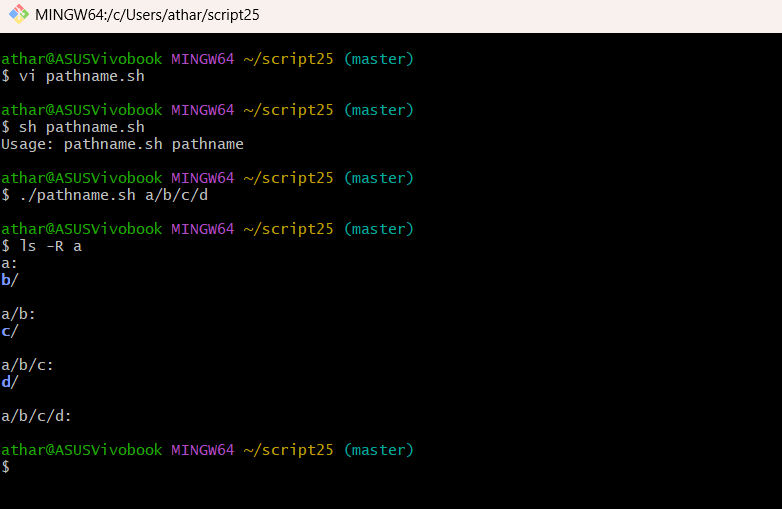 MINGW64:/c/Users/athar/script25
athar@ASUSVivobook MINGW64 ~/script25 (master)
$ vi pathname.sh
athar@ASUSVivobook MINGW64 ~/script25 (master)
$ sh pathname.sh
Usage: pathname.sh pathname
athar@ASUSVivobook MINGW64 ~/script25 (master)
$ ./pathname.sh a/b/c/d
athar@ASUSVivobook MINGW64 ~/script25 (master)
$ ls -R a
a:
b/
a/b:
c/
a/b/c:
d/
a/b/c/d:
athar@ASUSVivobook MINGW64 ~/script25 (master)
$